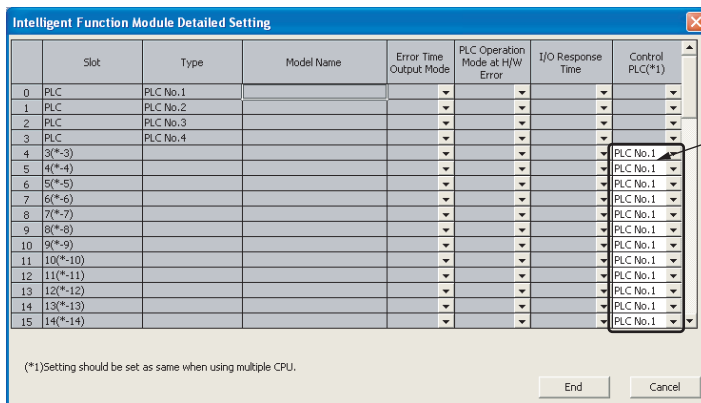 Intelligent Function Module Detailed Setting
Slot Type Model Name Error Time Output Mode PLC Operation Mode at H/W Error I/O Response Time Control PLC(*1)
0 PLC PLC No.1
1 PLC PLC No.2
2 PLC PLC No.3
3 PLC PLC No.4
4 3(*-3) PLC No.1
5 4(*-4) PLC No.1
6 5(*-5) PLC No.1
7 6(*-6) PLC No.1
8 7(*-7) PLC No.1
9 8(*-8) PLC No.1
10 9(*-9) PLC No.1
11 10(*-10) PLC No.1
12 11(*-11) PLC No.1
13 12(*-12) PLC No.1
14 13(*-13) PLC No.1
15 14(*-14) PLC No.1
(*1)Setting should be set as same when using multiple CPU.
End Cancel